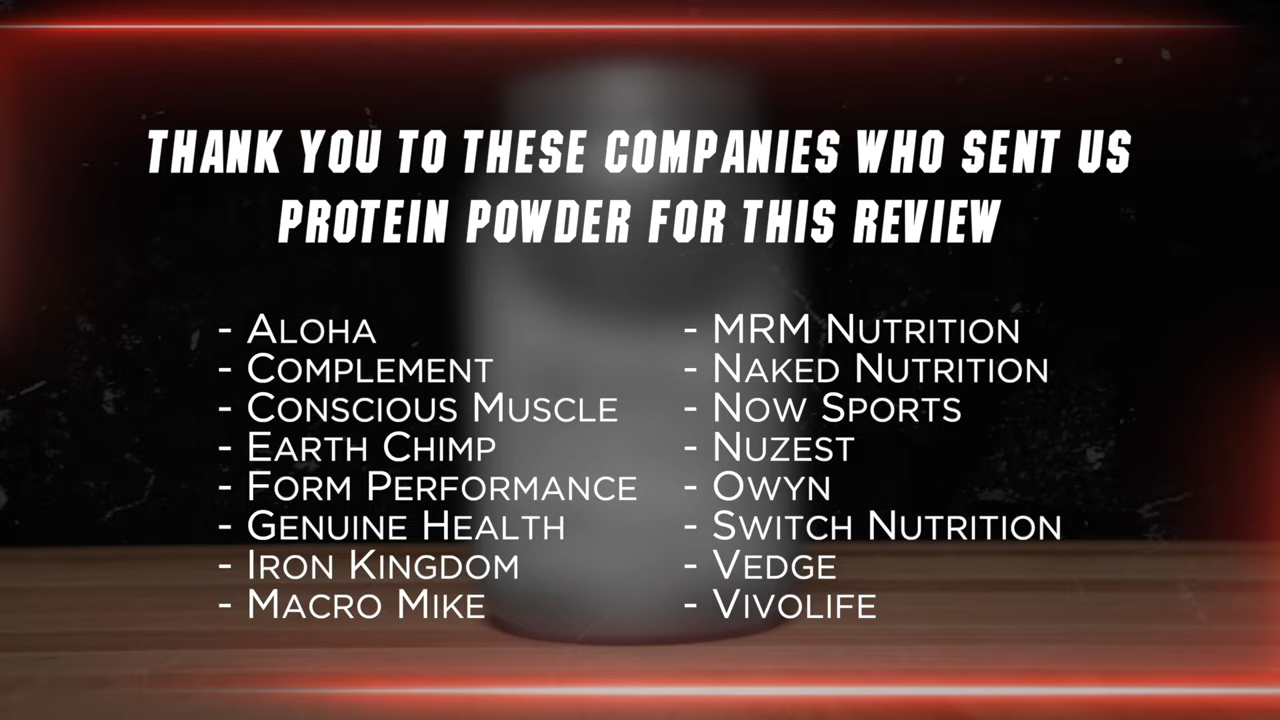 THANK YOU TO THESE COMPANIES WHO SENT US
PROTEIN POWDER FOR THIS REVIEW
- ALOHA
- COMPLEMENT
- CONSCIOUS MUSCLE
- EARTH CHIMP
- FORM PERFORMANCE
- GENUINE HEALTH
- IRON KINGDOM
- MACRO MIKE
- MRM NUTRITION
- NAKED NUTRITION
- NOW SPORTS
- NUZEST
- OWYN
- SWITCH NUTRITION
- VEDGE
- VIVOLIFE